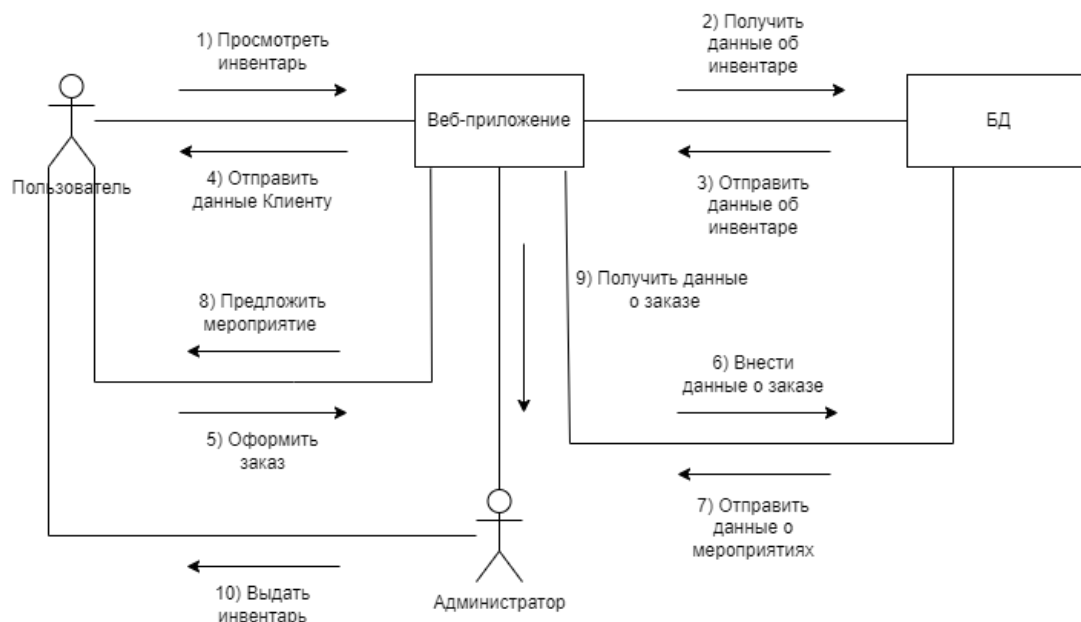 1) Просмотреть
инвентарь
2) Получить
данные об
инвентаре
Веб-приложение
БД
Пользователь
4) Отправить
данные Клиенту
3) Отправить
данные об
инвентаре
9) Получить данные
о заказе
8) Предложить
мероприятие
6) Внести
данные о заказе
5) Оформить
заказ
7) Отправить
данные о
мероприятиях
10) Выдать
инвентарь
Администратор